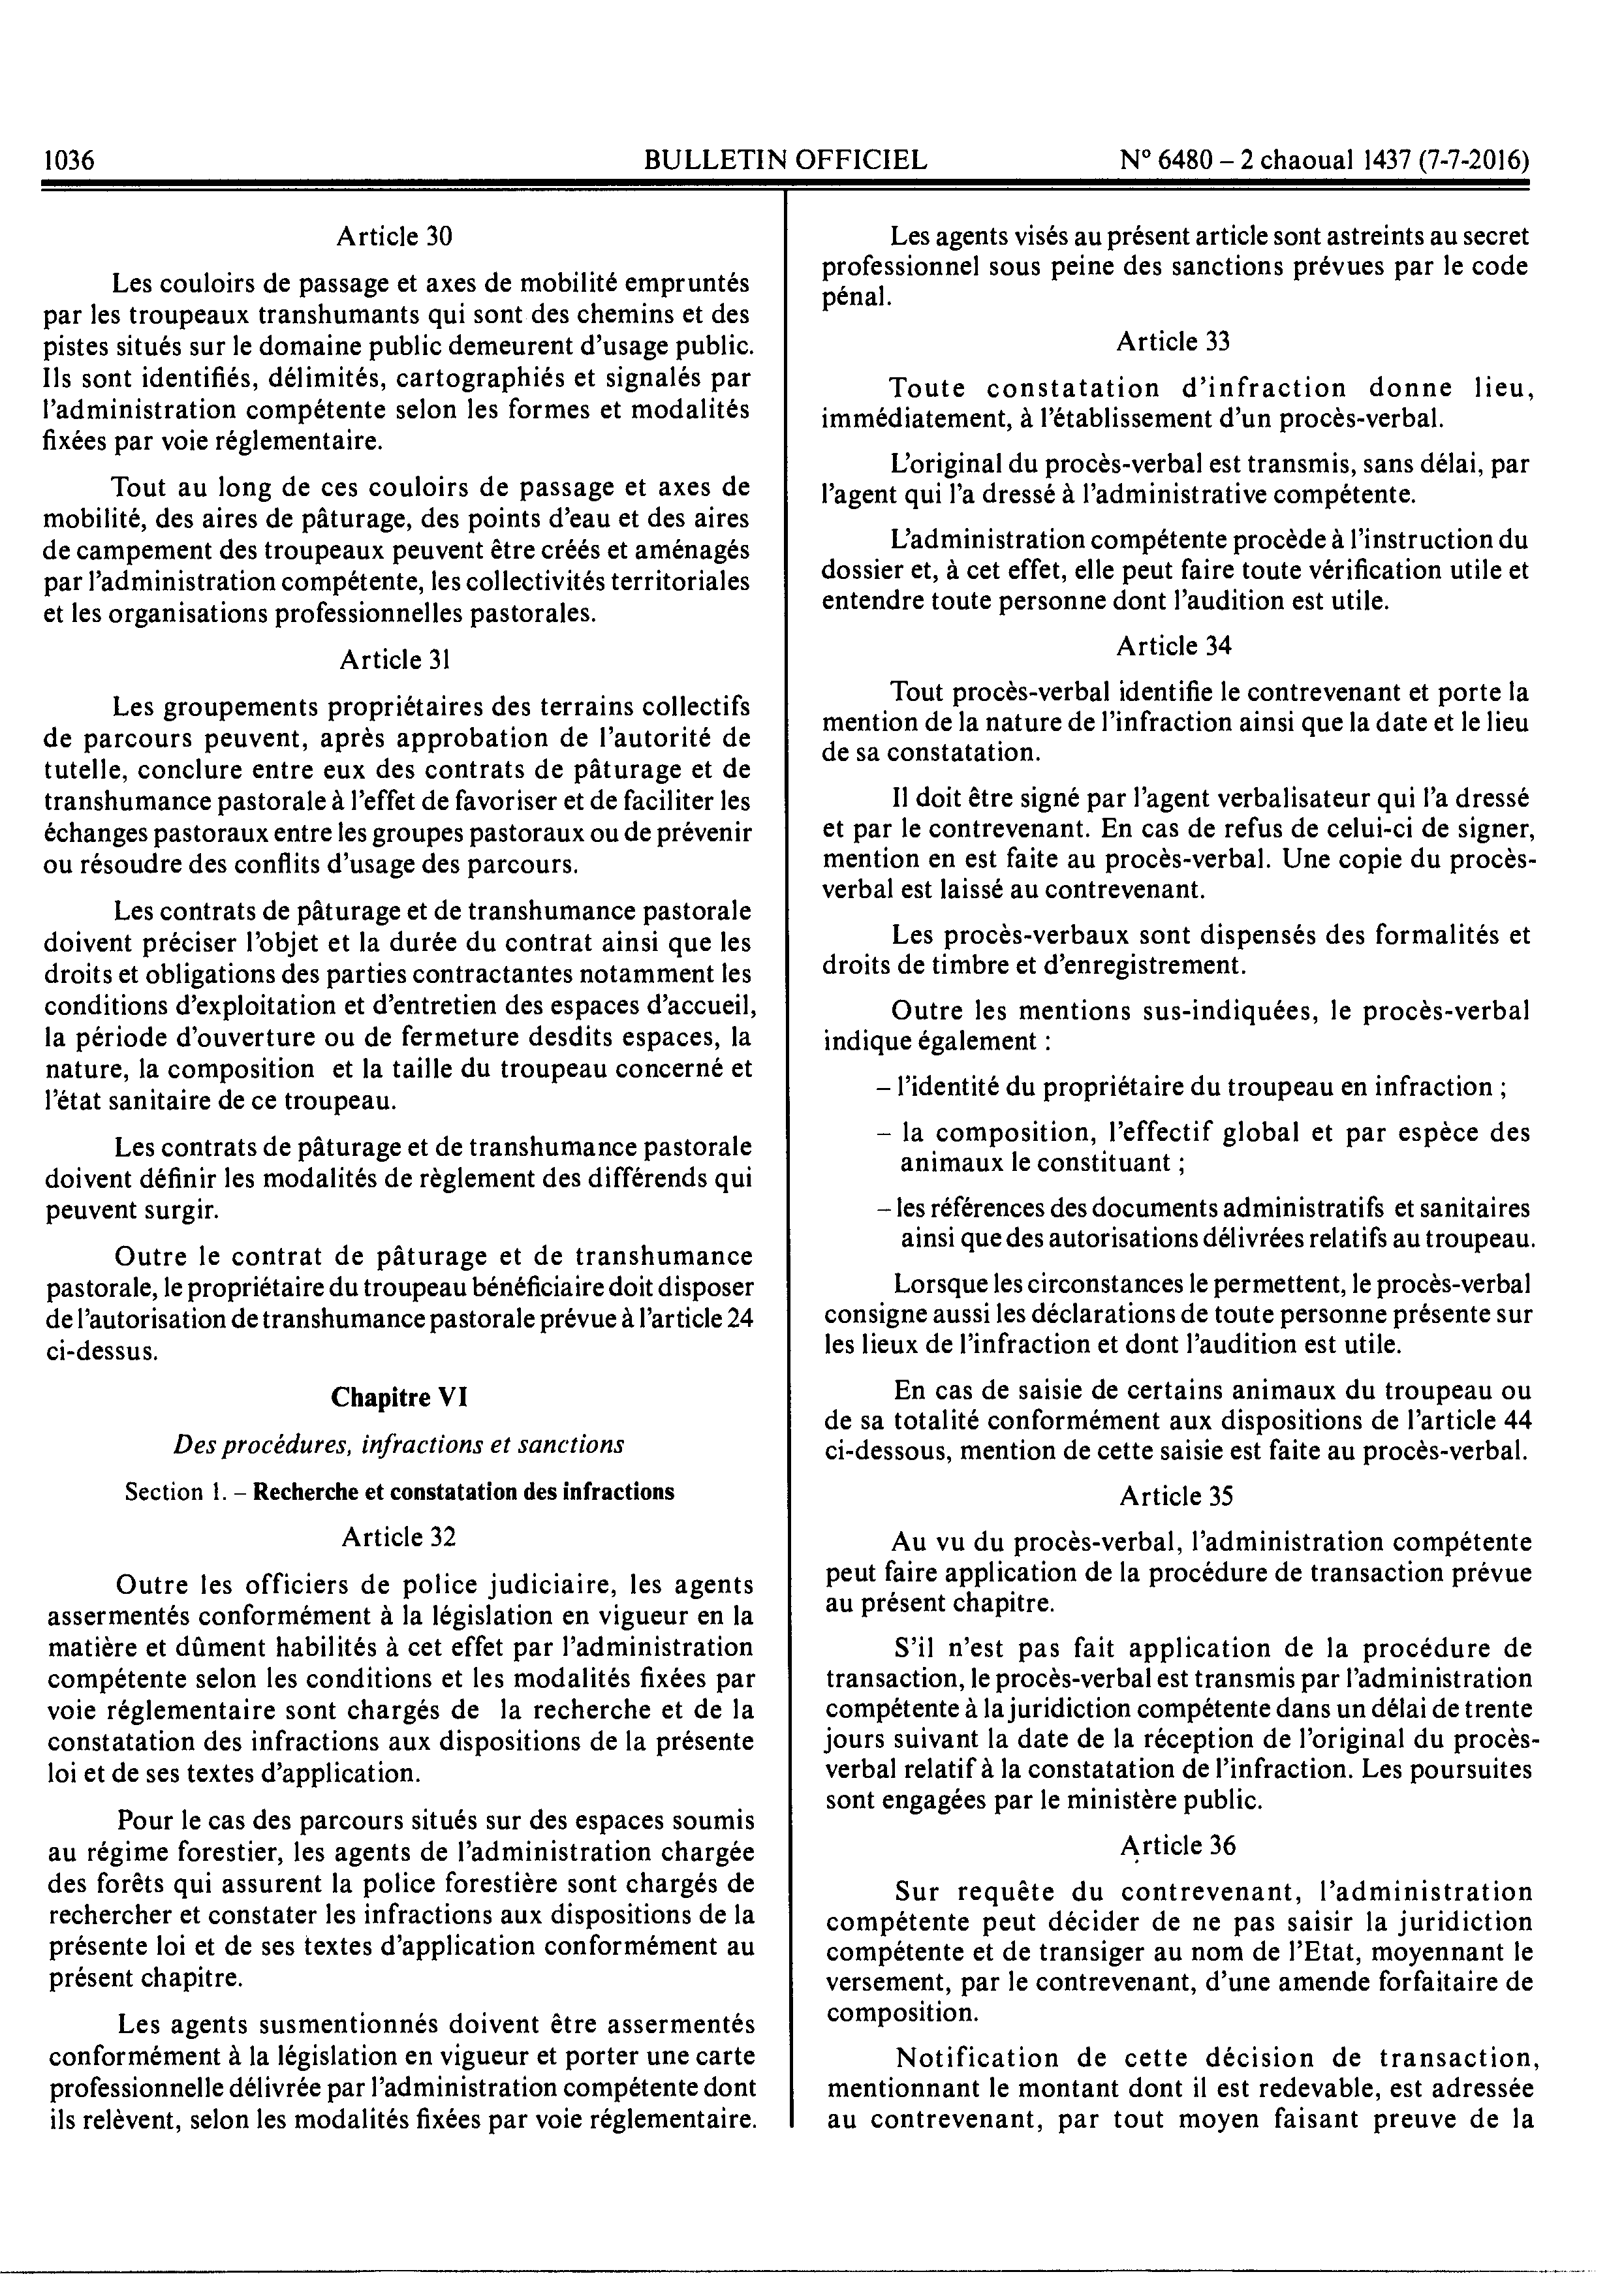 1036
BULLETIN OFFICIEL
N° 6480 – 2 chaoual 1437 (7-7-2016)
Article 30
Les couloirs de passage et axes de mobilité empruntés
par les troupeaux transhumants qui sont des chemins et des
pistes situés sur le domaine public demeurent d'usage public.
Ils sont identifiés, délimités, cartographiés et signalés par
l'administration compétente selon les formes et modalités
fixées par voie réglementaire.
Tout au long de ces couloirs de passage et axes de
mobilité, des aires de pâturage, des points d'eau et des aires
de campement des troupeaux peuvent être créés et aménagés
par l'administration compétente, les collectivités territoriales
et les organisations professionnelles pastorales.
Article 31
Les groupements propriétaires des terrains collectifs
de parcours peuvent, après approbation de l'autorité de
tutelle, conclure entre eux des contrats de pâturage et de
transhumance pastorale à l'effet de favoriser et de faciliter les
échanges pastoraux entre les groupes pastoraux ou de prévenir
ou résoudre des conflits d'usage des parcours.
Les contrats de pâturage et de transhumance pastorale
doivent préciser l'objet et la durée du contrat ainsi que les
droits et obligations des parties contractantes notamment les
conditions d'exploitation et d'entretien des espaces d'accueil,
la période d'ouverture ou de fermeture desdits espaces, la
nature, la composition et la taille du troupeau concerné et
l'état sanitaire de ce troupeau.
Les contrats de pâturage et de transhumance pastorale
doivent définir les modalités de règlement des différends qui
peuvent surgir.
Outre le contrat de pâturage et de transhumance
pastorale, le propriétaire du troupeau bénéficiaire doit disposer
de l'autorisation de transhumance pastorale prévue à l'article 24
ci-dessus.
Chapitre VI
Des procédures, infractions et sanctions
Section 1. – Recherche et constatation des infractions
Article 32
Outre les officiers de police judiciaire, les agents
assermentés conformément à la législation en vigueur en la
matière et dûment habilités à cet effet par l'administration
compétente selon les conditions et les modalités fixées par
voie réglementaire sont chargés de la recherche et de la
constatation des infractions aux dispositions de la présente
loi et de ses textes d'application.
Pour le cas des parcours situés sur des espaces soumis
au régime forestier, les agents de l'administration chargée
des forêts qui assurent la police forestière sont chargés de
rechercher et constater les infractions aux dispositions de la
présente loi et de ses textes d'application conformément au
présent chapitre.
Les agents susmentionnés doivent être assermentés
conformément à la législation en vigueur et porter une carte
professionnelle délivrée par l'administration compétente dont
ils relèvent, selon les modalités fixées par voie réglementaire.
Les agents visés au présent article sont astreints au secret
professionnel sous peine des sanctions prévues par le code
pénal.
Article 33
Toute constatation d'infraction donne lieu,
immédiatement, à l'établissement d'un procès-verbal.
L'original du procès-verbal est transmis, sans délai, par
l'agent qui l'a dressé à l'administrative compétente.
L'administration compétente procède à l'instruction du
dossier et, à cet effet, elle peut faire toute vérification utile et
entendre toute personne dont l'audition est utile.
Article 34
Tout procès-verbal identifie le contrevenant et porte la
mention de la nature de l'infraction ainsi que la date et le lieu
de sa constatation.
Il doit être signé par l'agent verbalisateur qui l'a dressé
et par le contrevenant. En cas de refus de celui-ci de signer,
mention en est faite au procès-verbal. Une copie du procès-
verbal est laissé au contrevenant.
Les procès-verbaux sont dispensés des formalités et
droits de timbre et d'enregistrement.
Outre les mentions sus-indiquées, le procès-verbal
indique également :
– l'identité du propriétaire du troupeau en infraction ;
– la composition, l'effectif global et par espèce des
animaux le constituant ;
– les références des documents administratifs et sanitaires
ainsi que des autorisations délivrées relatifs au troupeau.
Lorsque les circonstances le permettent, le procès-verbal
consigne aussi les déclarations de toute personne présente sur
les lieux de l'infraction et dont l'audition est utile.
En cas de saisie de certains animaux du troupeau ou
de sa totalité conformément aux dispositions de l'article 44
ci-dessous, mention de cette saisie est faite au procès-verbal.
Article 35
Au vu du procès-verbal, l'administration compétente
peut faire application de la procédure de transaction prévue
au présent chapitre.
S'il n'est pas fait application de la procédure de
transaction, le procès-verbal est transmis par l'administration
compétente à la juridiction compétente dans un délai de trente
jours suivant la date de la réception de l'original du procès-
verbal relatif à la constatation de l'infraction. Les poursuites
sont engagées par le ministère public.
Article 36
Sur requête du contrevenant, l'administration
compétente peut décider de ne pas saisir la juridiction
compétente et de transiger au nom de l'Etat, moyennant le
versement, par le contrevenant, d'une amende forfaitaire de
composition.
Notification de cette décision de transaction,
mentionnant le montant dont il est redevable, est adressée
au contrevenant, par tout moyen faisant preuve de la